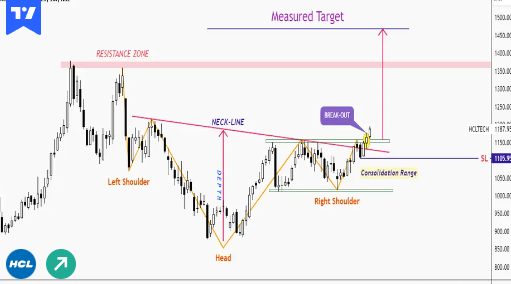 Measured Target
RESISTANCE ZONE
NECK-LINE
BREAK-OUT
Left Shoulder
DEPTH
Head
Right Shoulder
Consolidation Range
SL
HCLTECH
HCL
1500.00
1450.00
1400.00
1350.00
1300.00
1250.00
1187.95
1150.00
1105.95
1050.00
1000.00
950.00
900.00
850.00
800.00